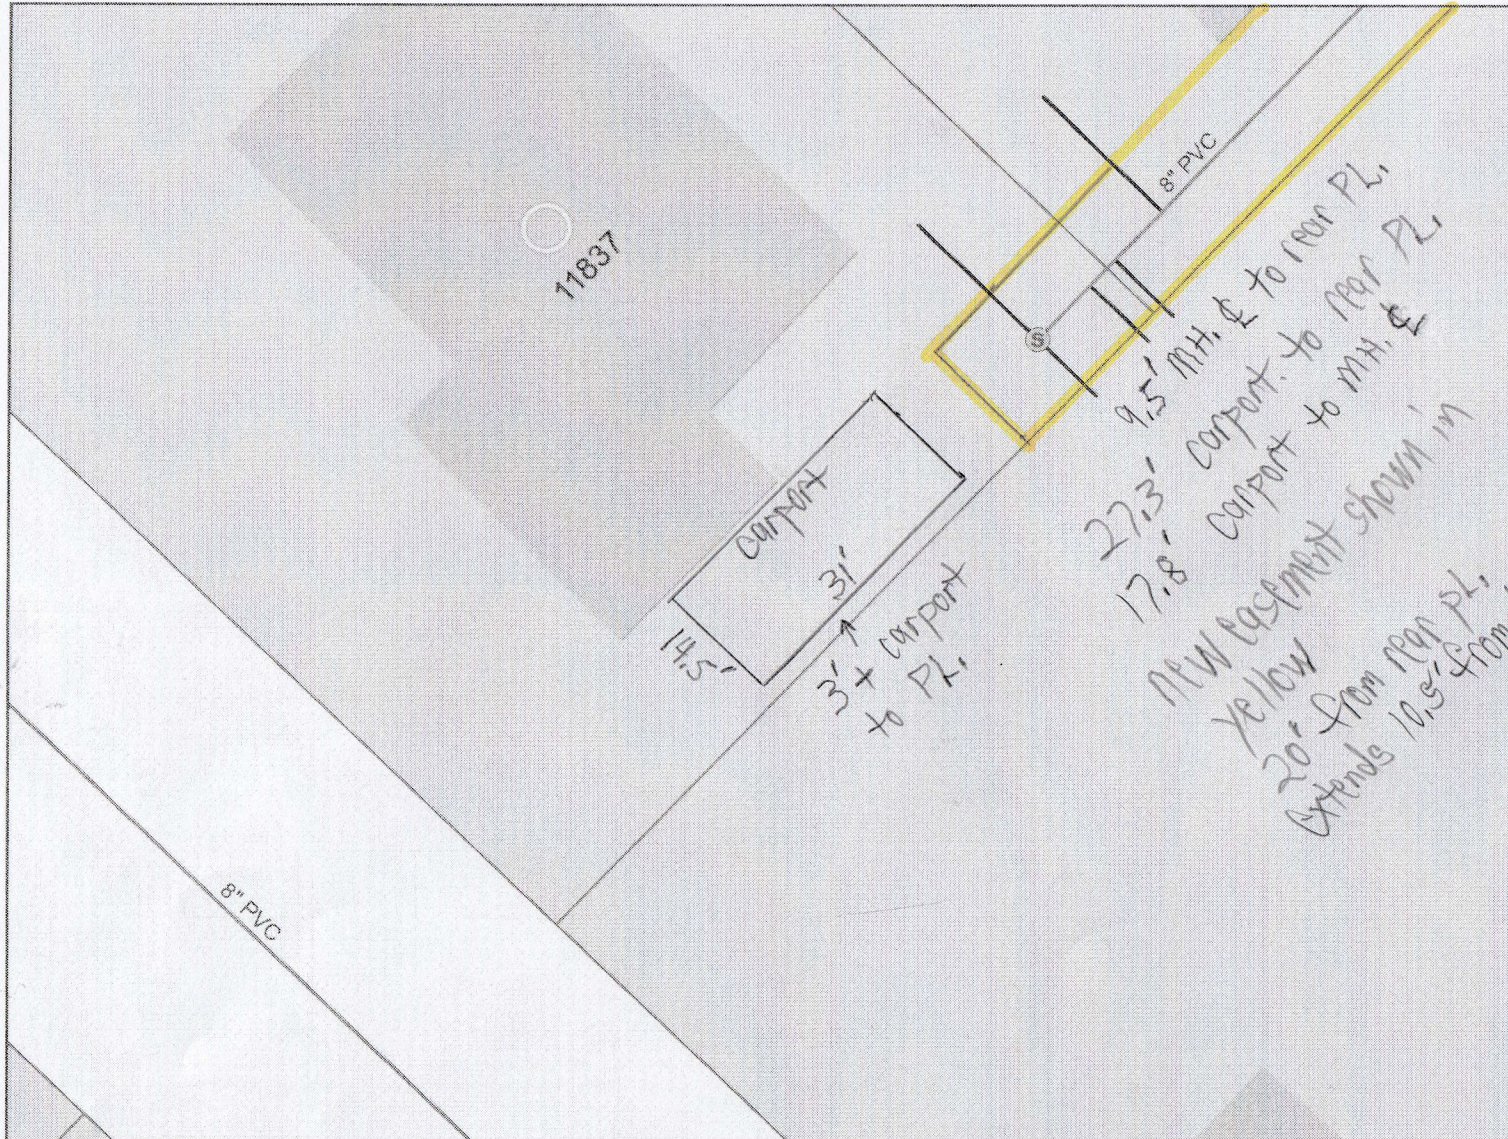 8" PVC
11837
9.5' MH. ℄ to rear PL.
27.3' carport. to rear PL.
17.8' carport to MH. ℄
S
carport
31'
14.5'
3'+ carport
to PL.
new easement shown in
yellow
20' from rear PL.
Extends 10.5' from
8" PVC